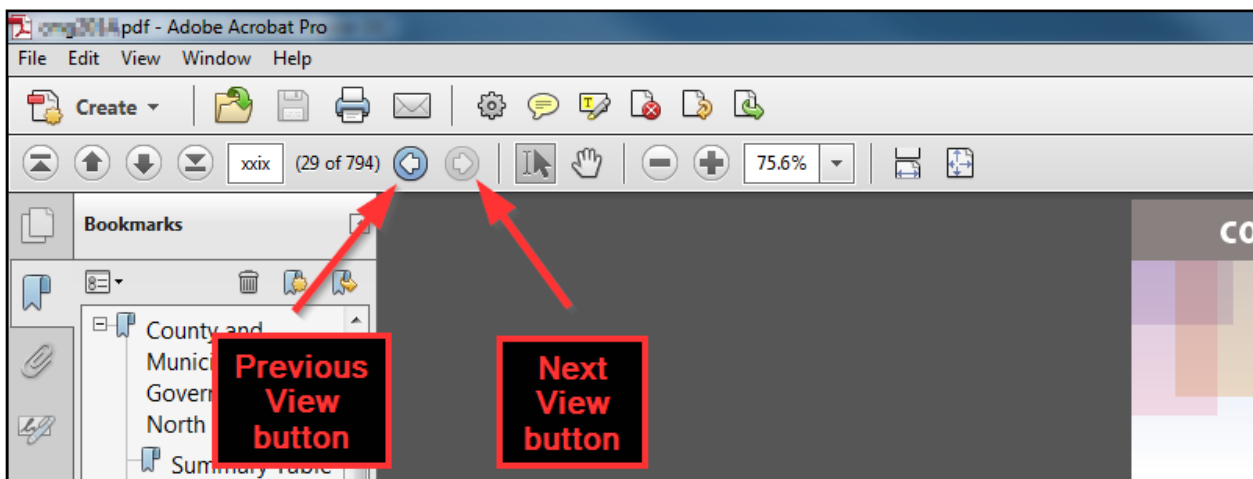 pdf - Adobe Acrobat Pro
File Edit View Window Help
Create
xxix (29 of 794) 75.6%
Bookmarks
CO
County and
Munici
Govern
North
Summary Table
Previous
View
button
Next
View
button